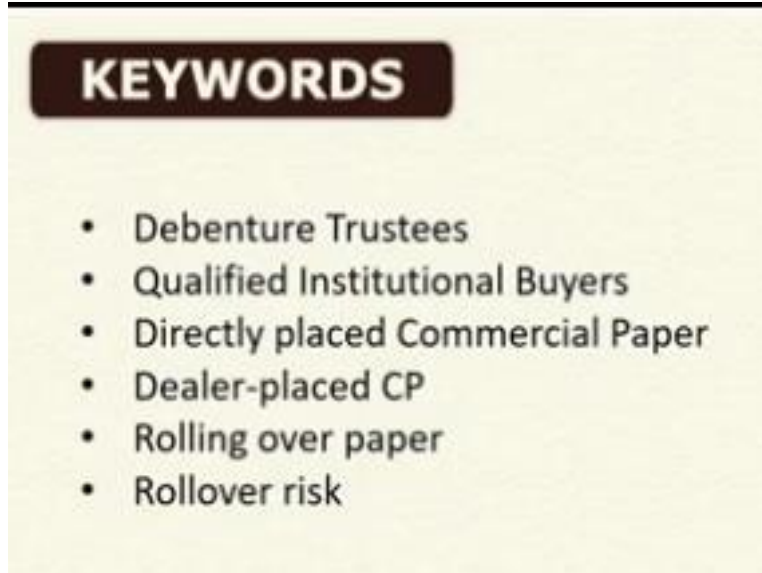 KEYWORDS
• Debenture Trustees
• Qualified Institutional Buyers
• Directly placed Commercial Paper
• Dealer-placed CP
• Rolling over paper
• Rollover risk